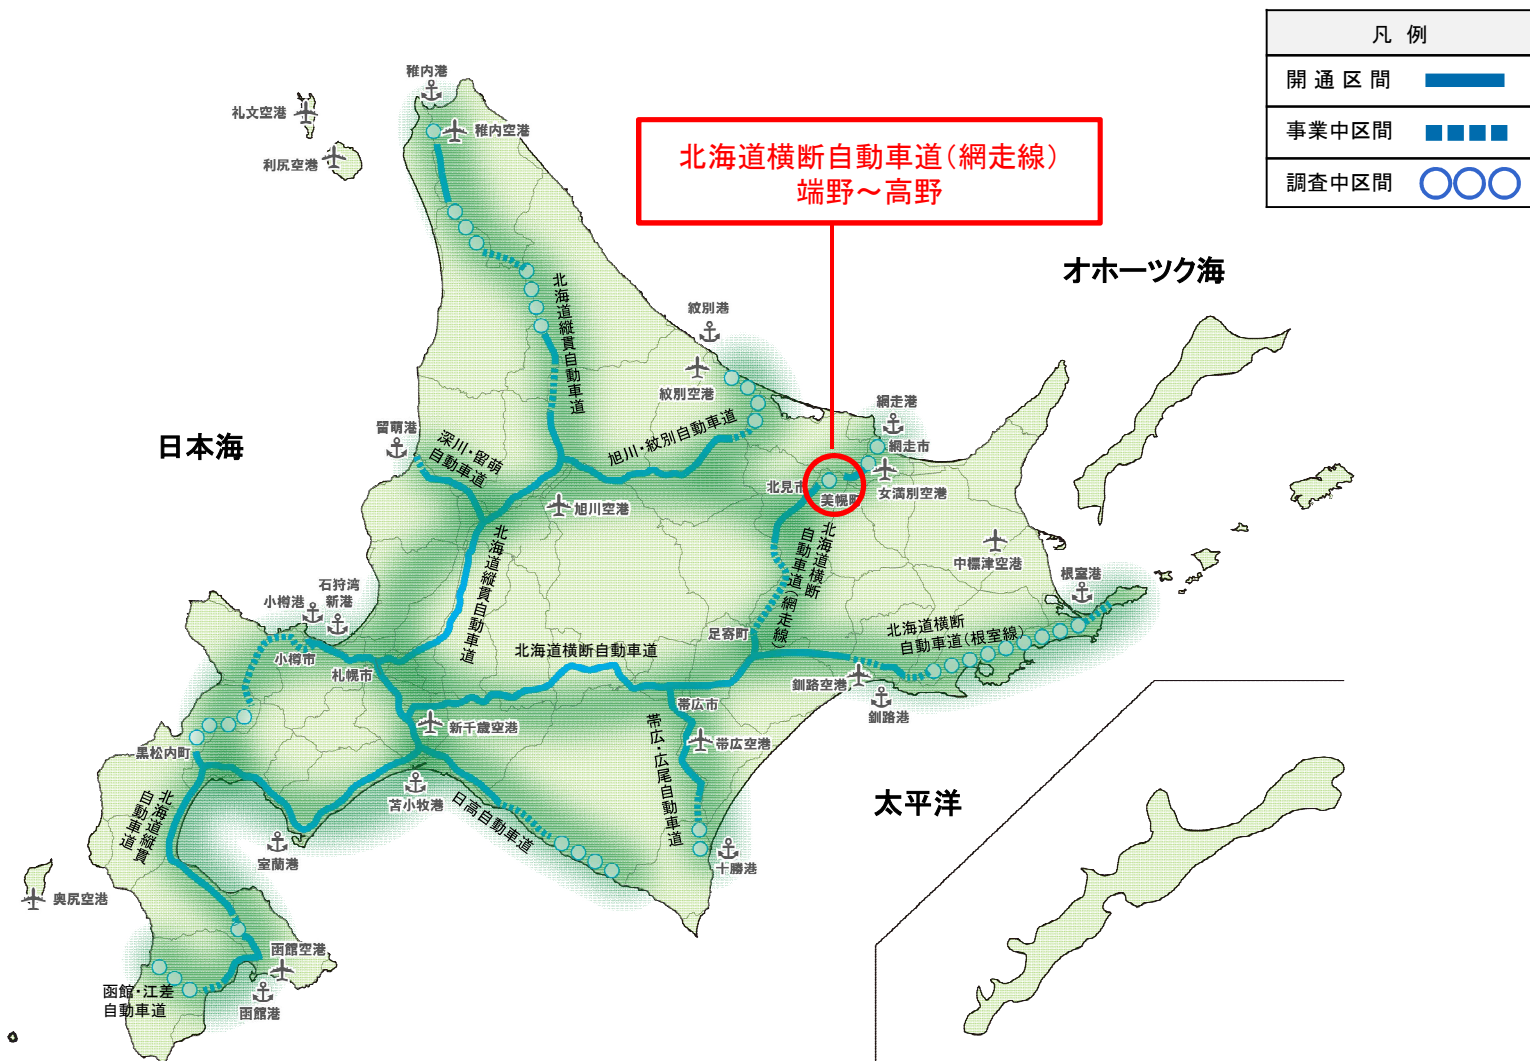 凡 例
開 通 区 間
事業中区間
調査中区間
稚内港
礼文空港
稚内空港
利尻空港
北海道横断自動車道(網走線)
端野~高野
オホーツク海
北海道縦貫自動車道
紋別港
紋別空港
網走港
網走市
日本海
留萌港
深川・留萌
自動車道
旭川・紋別自動車道
北見市
美幌町
女満別空港
旭川空港
北海道横断
自動車道(網走線)
中標津空港
北海道縦貫自動車道
石狩湾
新港
小樽港
根室港
小樽市
札幌市
足寄町
北海道横断
自動車道(根室線)
北海道横断自動車道
釧路空港
釧路港
帯広市
新千歳空港
帯広空港
黒松内町
帯広・広尾自動車道
苫小牧港
日高自動車道
太平洋
北海道縦貫
自動車道
室蘭港
十勝港
奥尻空港
函館空港
函館・江差
自動車道
函館港